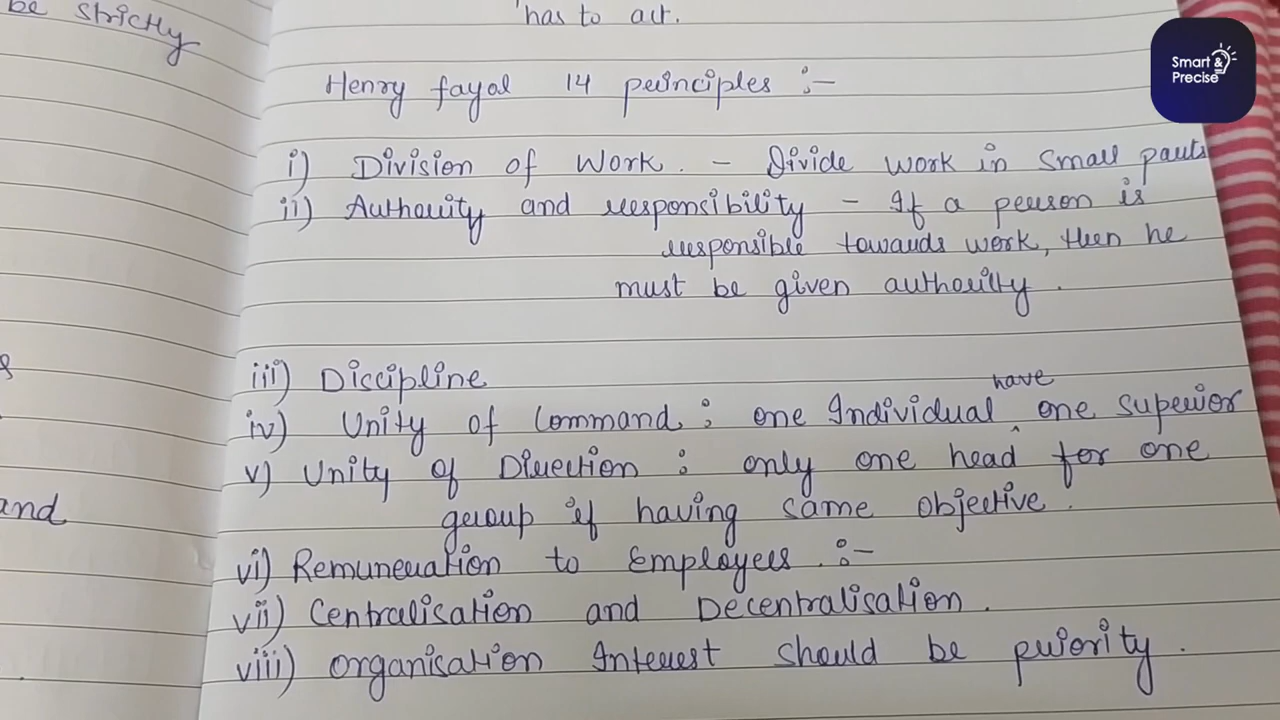 be strictly
has to act.
Smart &
Precise
Henry fayol 14 principles :-
i) Division of Work. - Divide work in small parts
ii) Authority and responsibility - If a person is
responsible towards work, then he
must be given authority.
iii) Discipline
have
iv) Unity of Command : one Individual ^ one superior
v) Unity of Direction : only one head for one
group if having same objective.
and
vi) Remuneration to Employees :-
vii) Centralisation and Decentralisation.
viii) Organisation Interest should be priority.